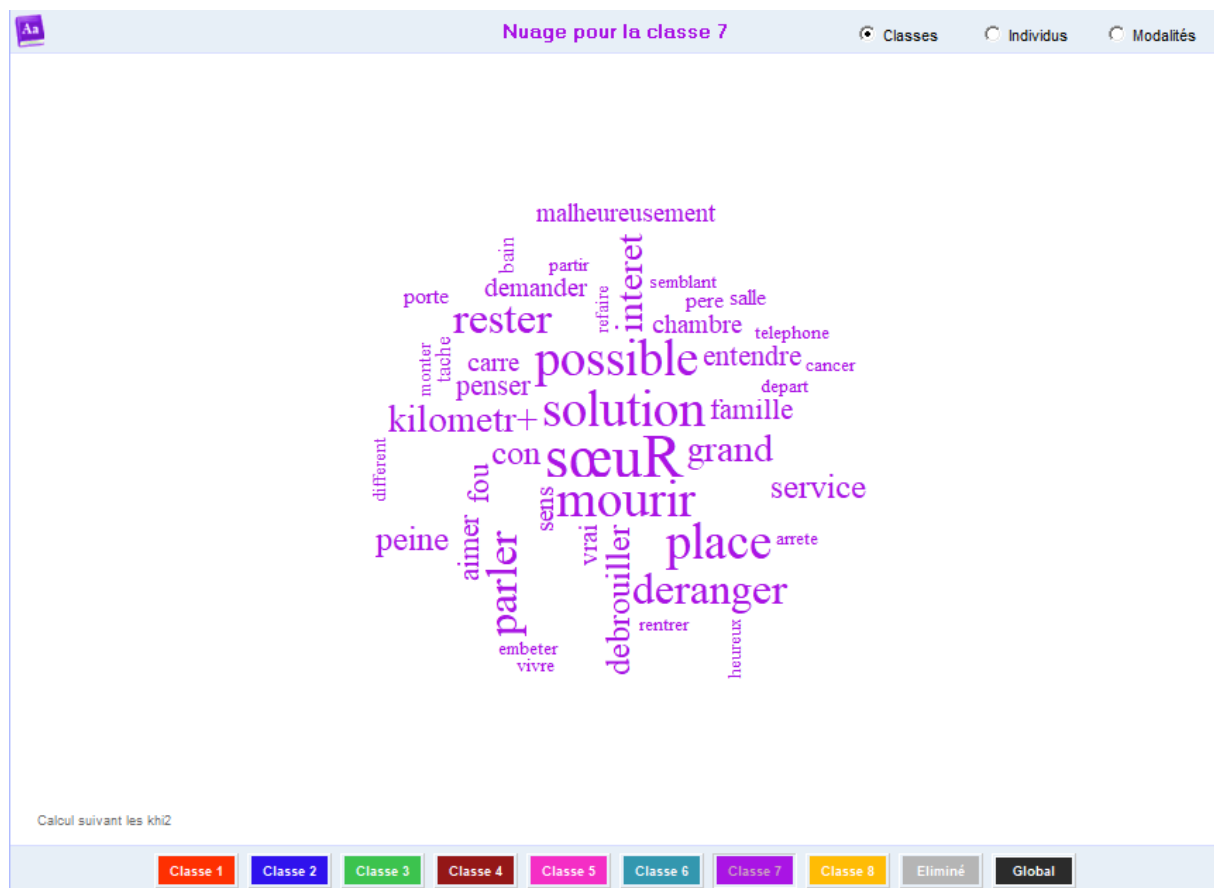 Aa
Nuage pour la classe 7
Classes
Individus
Modalités
malheureusement
bain
partir
interet
semblant
porte
demander
refaire
pere
salle
rester
chambre
telephone
monter
tache
carre
possible
entendre
cancer
penser
depart
kilometr+
solution
famille
different
con
sœuR
grand
fou
sens
mourir
service
peine
aimer
parler
vrai
debrouiller
place
arrete
deranger
rentrer
heureux
embeter
vivre
Calcul suivant les khi2
Classe 1
Classe 2
Classe 3
Classe 4
Classe 5
Classe 6
Classe 7
Classe 8
Eliminé
Global